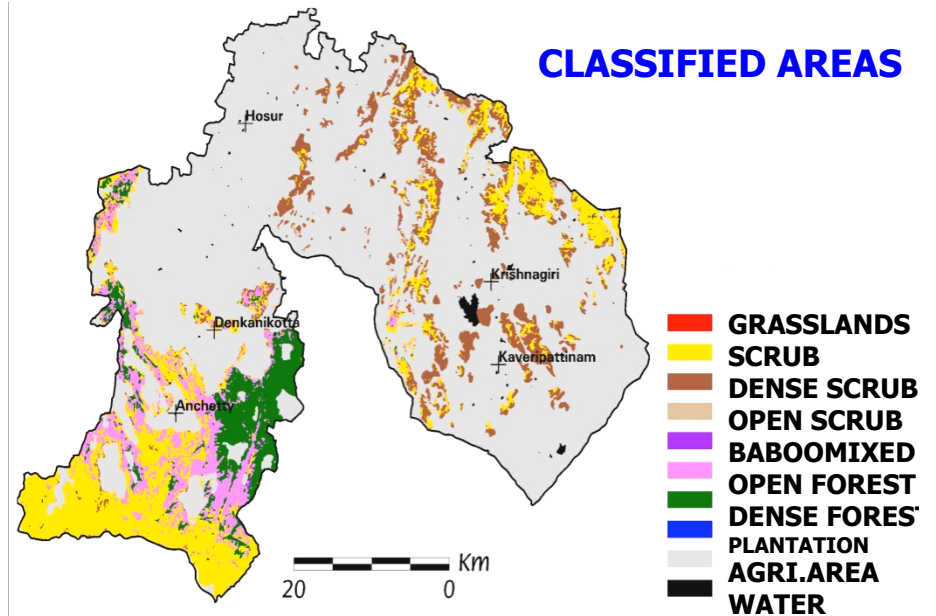 CLASSIFIED AREAS
Hosur
Krishnagiri
Denkanikotta
Kaveripattinam
Anchetty
GRASSLANDS
SCRUB
DENSE SCRUB
OPEN SCRUB
BABOOMIXED
OPEN FOREST
DENSE FOREST
PLANTATION
AGRI.AREA
WATER
Km
20 0